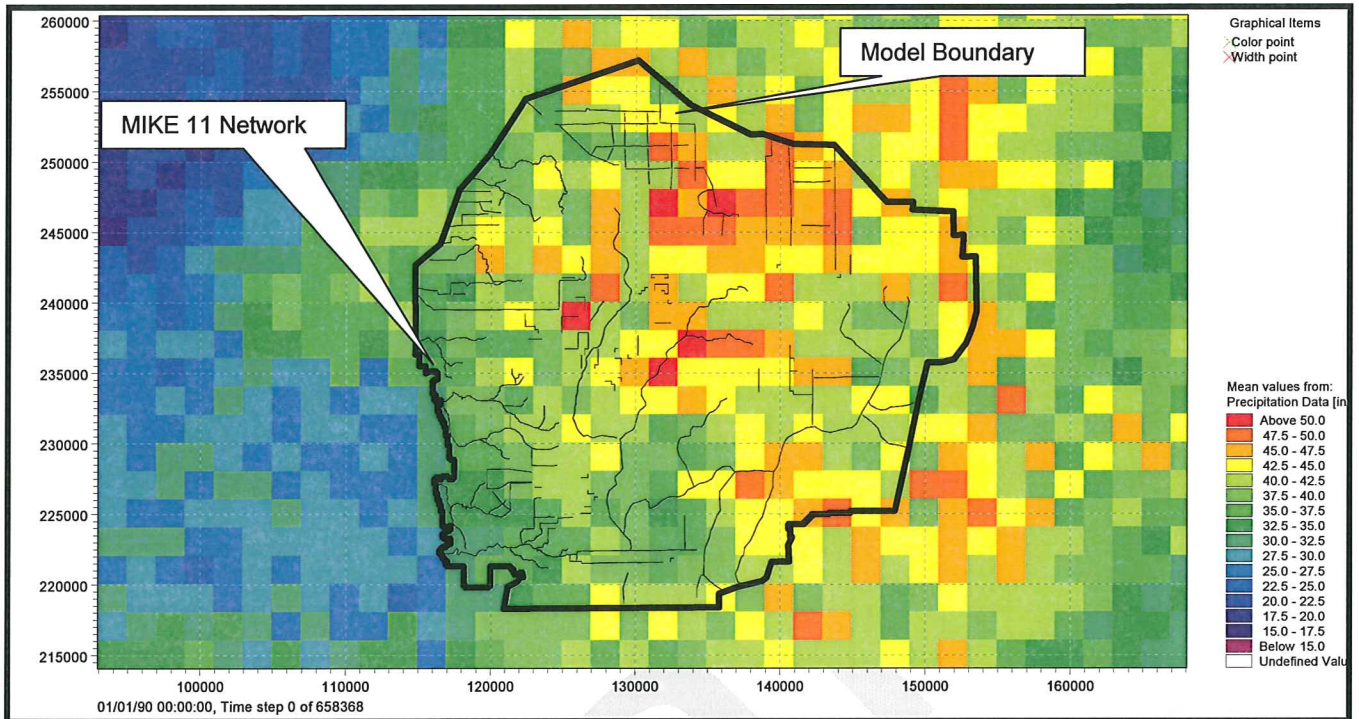 260000
255000
250000
245000
240000
235000
230000
225000
220000
215000
100000 110000 120000 130000 140000 150000 160000
01/01/90 00:00:00, Time step 0 of 658368
MIKE 11 Network
Model Boundary
Graphical Items
Color point
Width point
Mean values from:
Precipitation Data [in
Above 50.0
47.5 - 50.0
45.0 - 47.5
42.5 - 45.0
40.0 - 42.5
37.5 - 40.0
35.0 - 37.5
32.5 - 35.0
30.0 - 32.5
27.5 - 30.0
25.0 - 27.5
22.5 - 25.0
20.0 - 22.5
17.5 - 20.0
15.0 - 17.5
Below 15.0
Undefined Valu